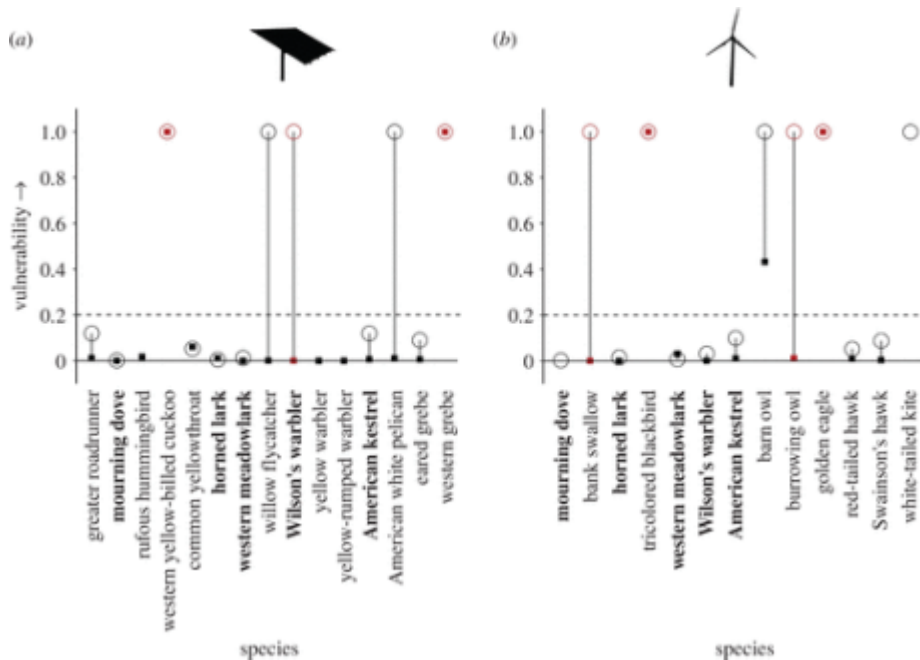 (a)
(b)
vulnerability →
1.0
0.8
0.6
0.4
0.2
0
greater roadruner
mourning dove
rufous hummingbird
western yellow-billed cuckoo
common yellowthroat
horned lark
western meadowlark
willow flycatcher
Wilson's warbler
yellow warbler
yellow-rumped warbler
American kestrel
American white pelican
eared grebe
western grebe
species
1.0
0.8
0.6
0.4
0.2
0
mourning dove
bank swallow
horned lark
tricolored blackbird
western meadowlark
Wilson's warbler
American kestrel
barn owl
burrowing owl
golden eagle
red-tailed hawk
Swainson's hawk
white-tailed kite
species